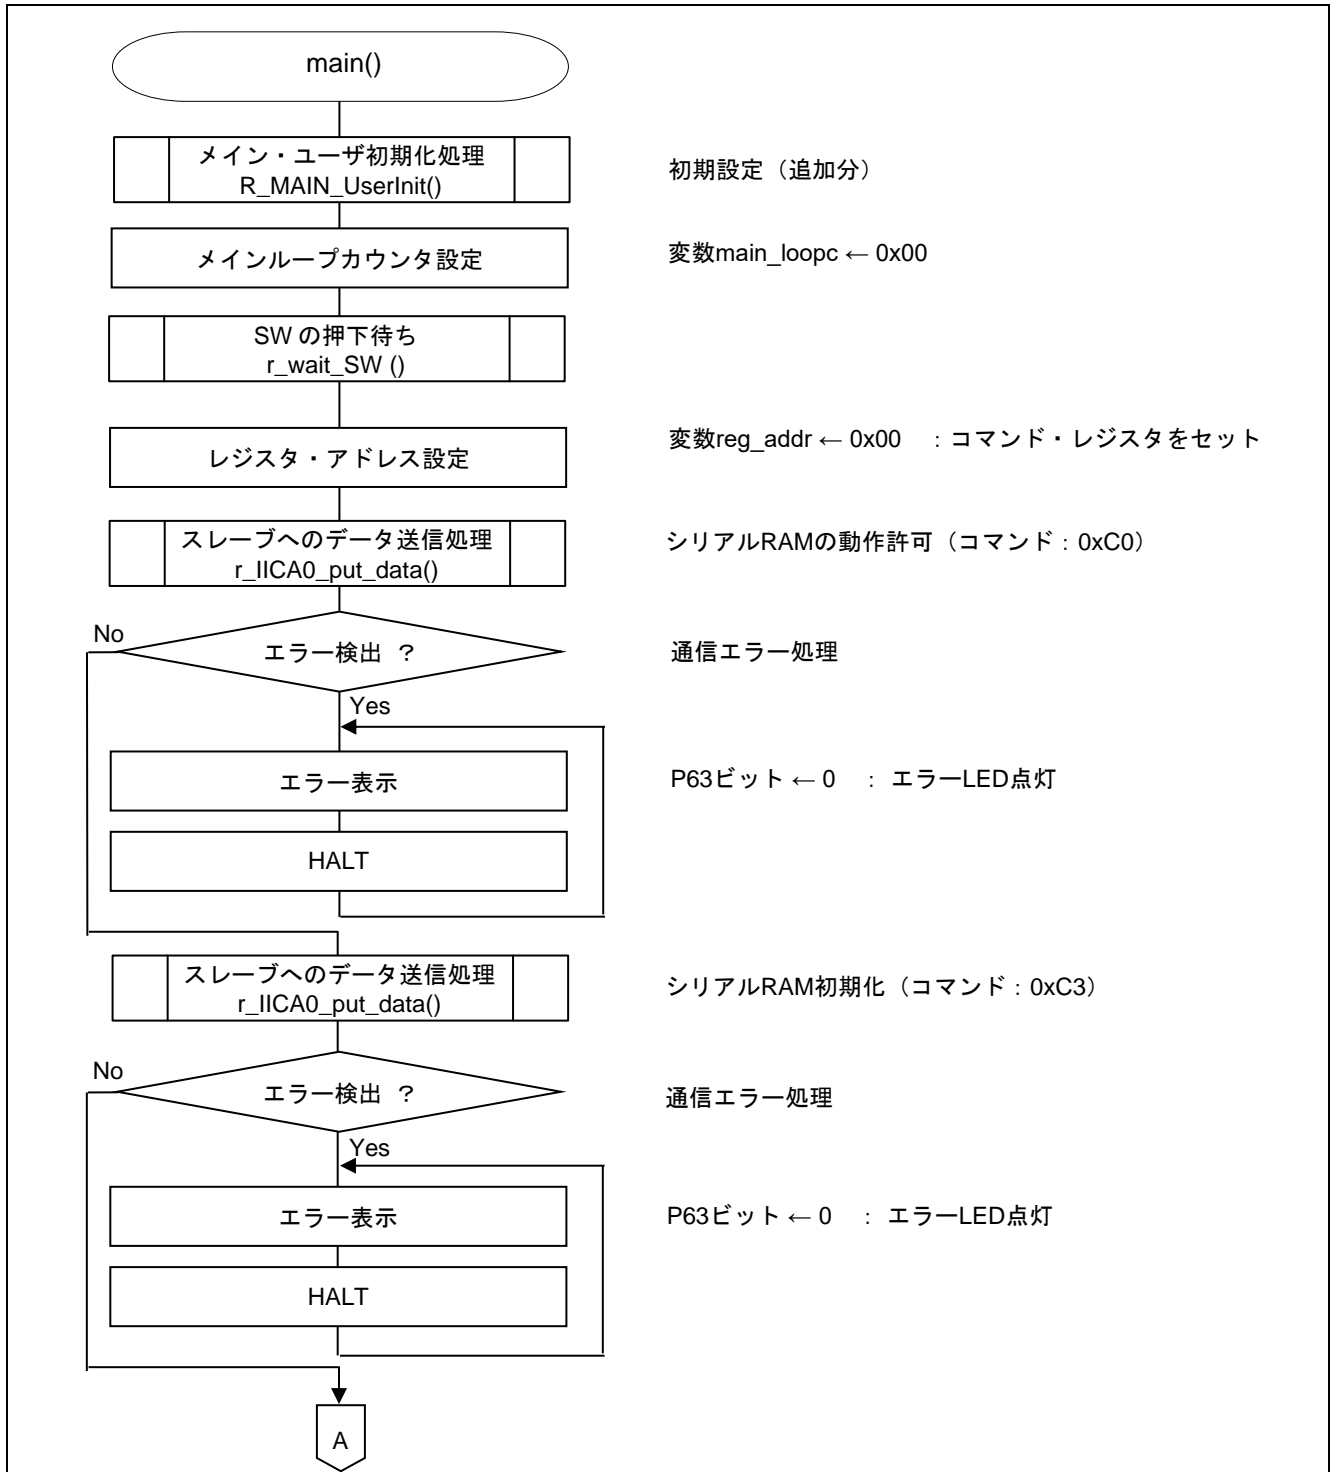 main()
メイン・ユーザ初期化処理
R_MAIN_UserInit()
初期設定（追加分）
メインループカウンタ設定
変数main_loopc ← 0x00
SW の押下待ち
r_wait_SW ()
レジスタ・アドレス設定
変数reg_addr ← 0x00 ：コマンド・レジスタをセット
スレーブへのデータ送信処理
r_IICA0_put_data()
シリアルRAMの動作許可（コマンド：0xC0）
No
エラー検出 ？
通信エラー処理
Yes
エラー表示
P63ビット ← 0 ： エラーLED点灯
HALT
スレーブへのデータ送信処理
r_IICA0_put_data()
シリアルRAM初期化（コマンド：0xC3）
No
エラー検出 ？
通信エラー処理
Yes
エラー表示
P63ビット ← 0 ： エラーLED点灯
HALT
A